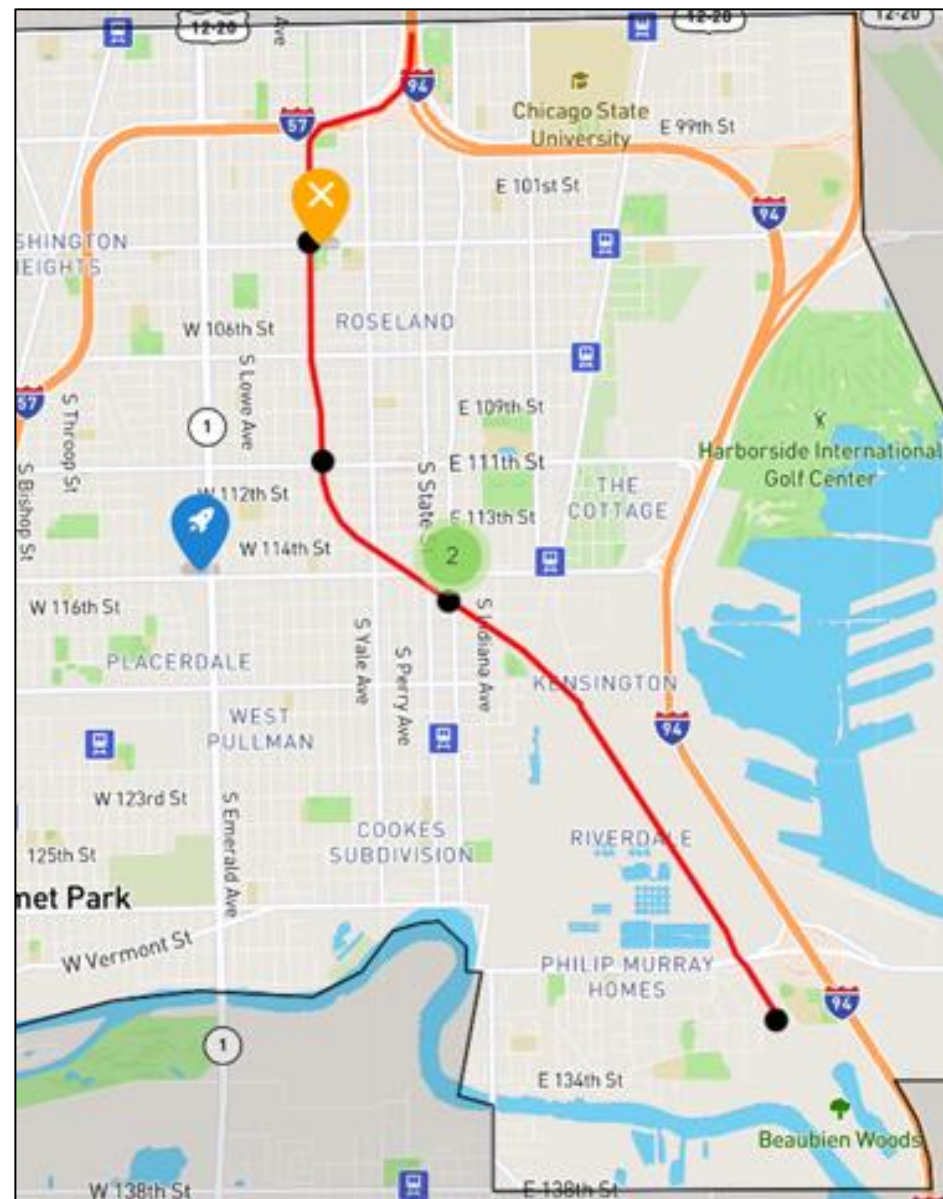 12-20
Ave
12-20
12-20
94
Chicago State
University
57
E 99th St
E 101st St
94
SHINGTON
HEIGHTS
W 106th St
ROSELAND
S Lowe Ave
57
S Throop St
1
E 109th St
Harborside International
Golf Center
S Bishop St
E 111th St
S State S
W 112th St
THE
COTTAGE
E 113th St
W 114th St
2
W 116th St
S Yale Ave
S Perry Ave
S Indiana Ave
PLACERDALE
KENSINGTON
WEST
PULLMAN
94
W 123rd St
S Emerald Ave
COOKES
SUBDIVISION
RIVERDALE
125th St
met Park
W Vermont St
PHILIP MURRAY
HOMES
94
1
E 134th St
Beaubien Woods
W 138th St
E 138th St